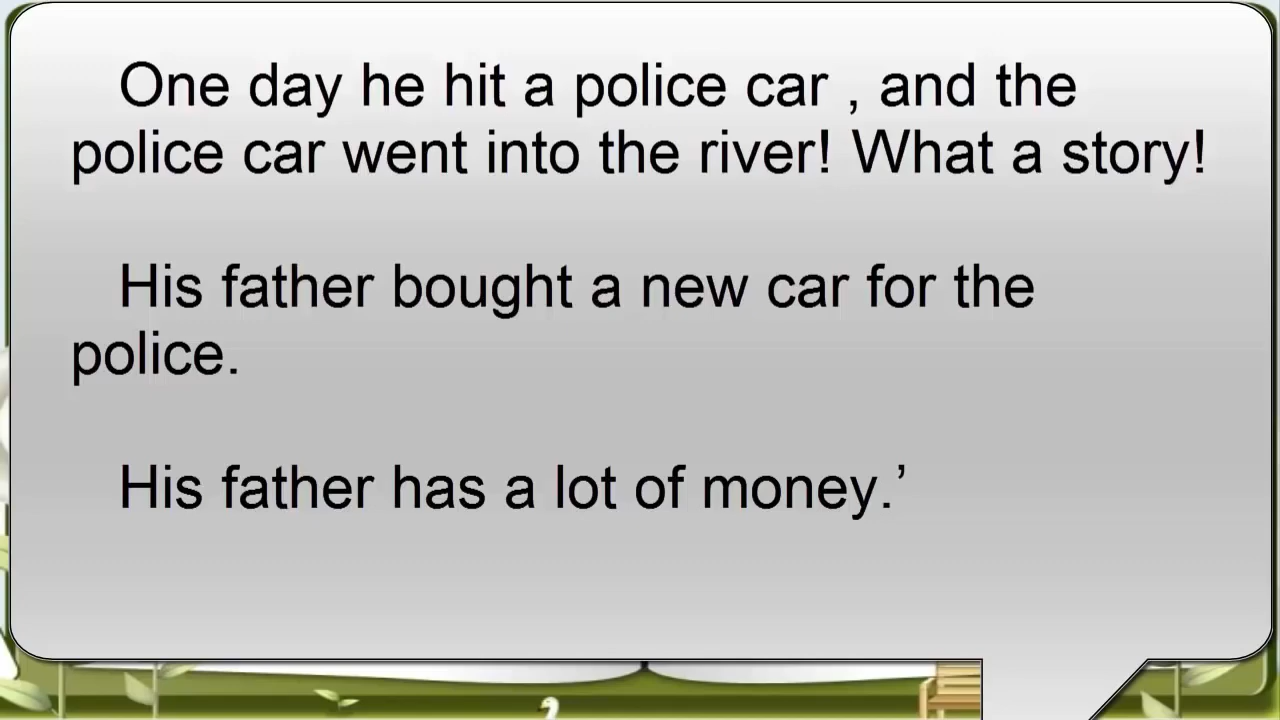 One day he hit a police car , and the
police car went into the river! What a story!
His father bought a new car for the
police.
His father has a lot of money.’